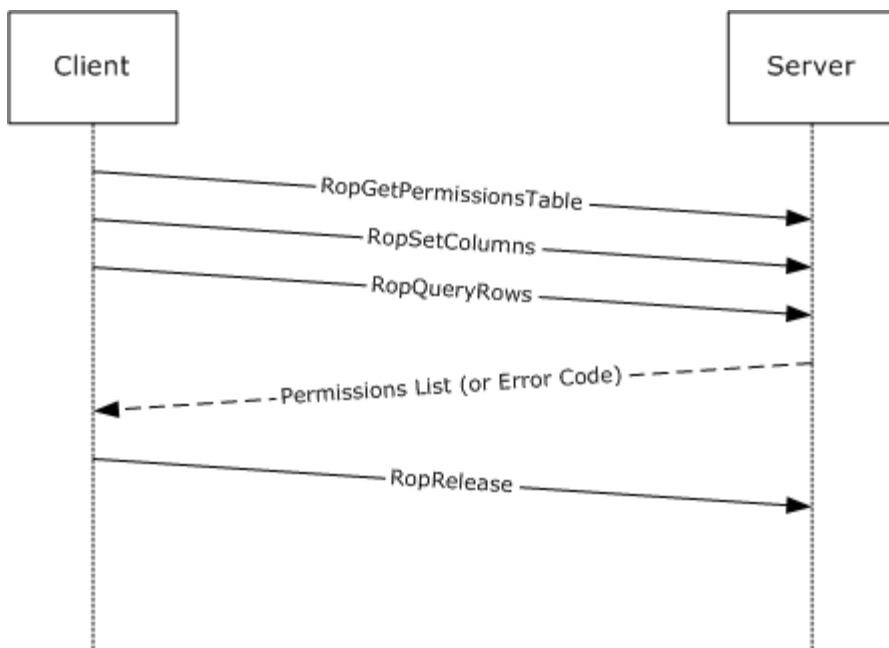 Client
Server
RopGetPermissionsTable
RopSetColumns
RopQueryRows
Permissions List (or Error Code)
RopRelease